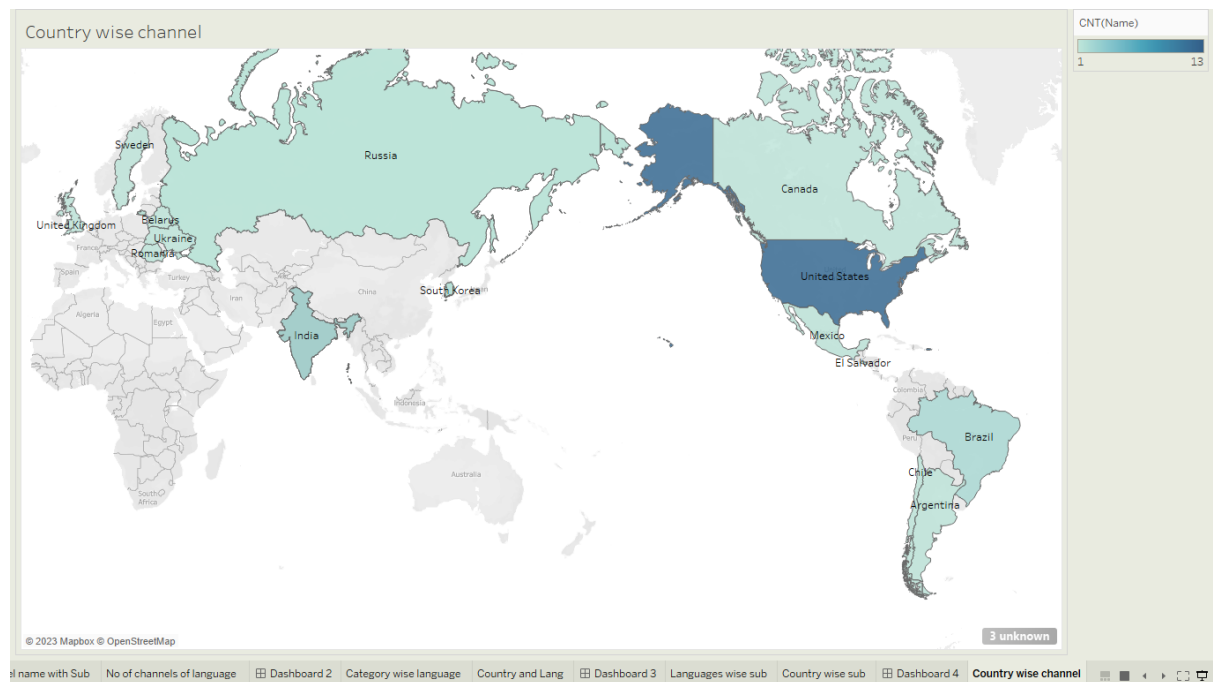 Country wise channel
CNT(Name)
1 13
Sweden
Russia
Canada
United Kingdom
Belarus
Ukraine
Romania
France
Spain
Turkey
Iran
China
South Korea
Algeria
Egypt
India
United States
Mexico
El Salvador
Colombia
Indonesia
Peru
Brazil
Chile
Australia
South
Africa
Argentina
© 2023 Mapbox © OpenStreetMap
3 unknown
el name with Sub No of channels of language Dashboard 2 Category wise language Country and Lang Dashboard 3 Languages wise sub Country wise sub Dashboard 4 Country wise channel